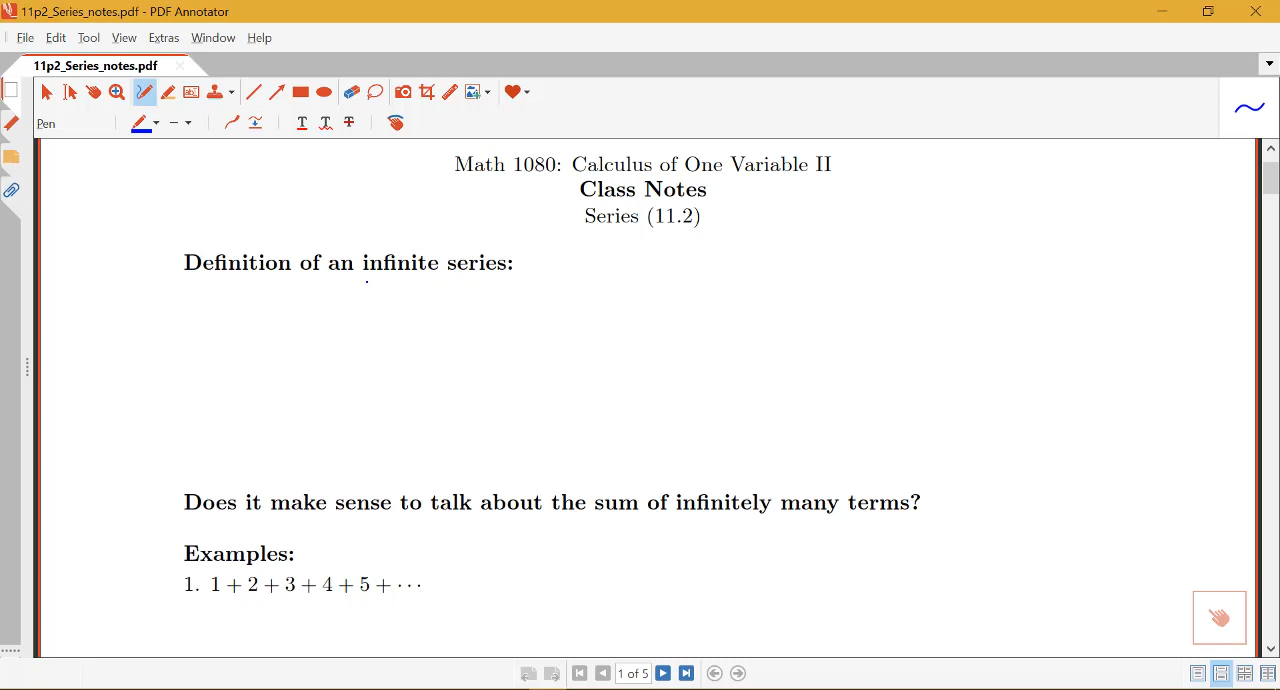 11p2_Series_notes.pdf - PDF Annotator
File Edit Tool View Extras Window Help
11p2_Series_notes.pdf
Pen
Math 1080: Calculus of One Variable II
Class Notes
Series (11.2)
Definition of an infinite series:
Does it make sense to talk about the sum of infinitely many terms?
Examples:
1. 1 + 2 + 3 + 4 + 5 + ···
1 of 5